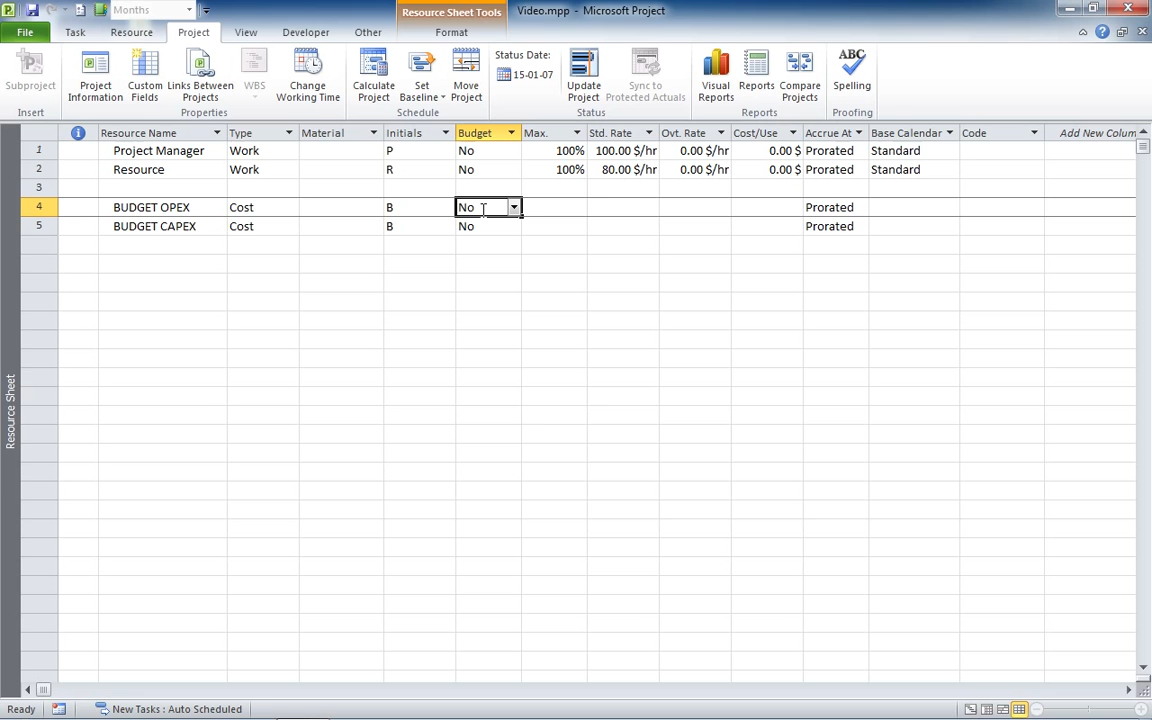 Months
Resource Sheet Tools
Video.mpp - Microsoft Project
File Task Resource Project View Developer Other Format
Subproject
Project Information
Custom Fields
Links Between Projects
WBS
Change Working Time
Calculate Project
Set Baseline
Move Project
Status Date:
15-01-07
Update Project
Sync to Protected Actuals
Visual Reports
Reports
Compare Projects
ABC
Spelling
Insert Properties Schedule Status Reports Proofing
Resource Name Type Material Initials Budget Max. Std. Rate Ovt. Rate Cost/Use Accrue At Base Calendar Code Add New Colum
1 Project Manager Work P No 100% 100.00 $/hr 0.00 $/hr 0.00 $ Prorated Standard
2 Resource Work R No 100% 80.00 $/hr 0.00 $/hr 0.00 $ Prorated Standard
3
4 BUDGET OPEX Cost B No Prorated
5 BUDGET CAPEX Cost B No Prorated
Resource Sheet
Ready New Tasks : Auto Scheduled